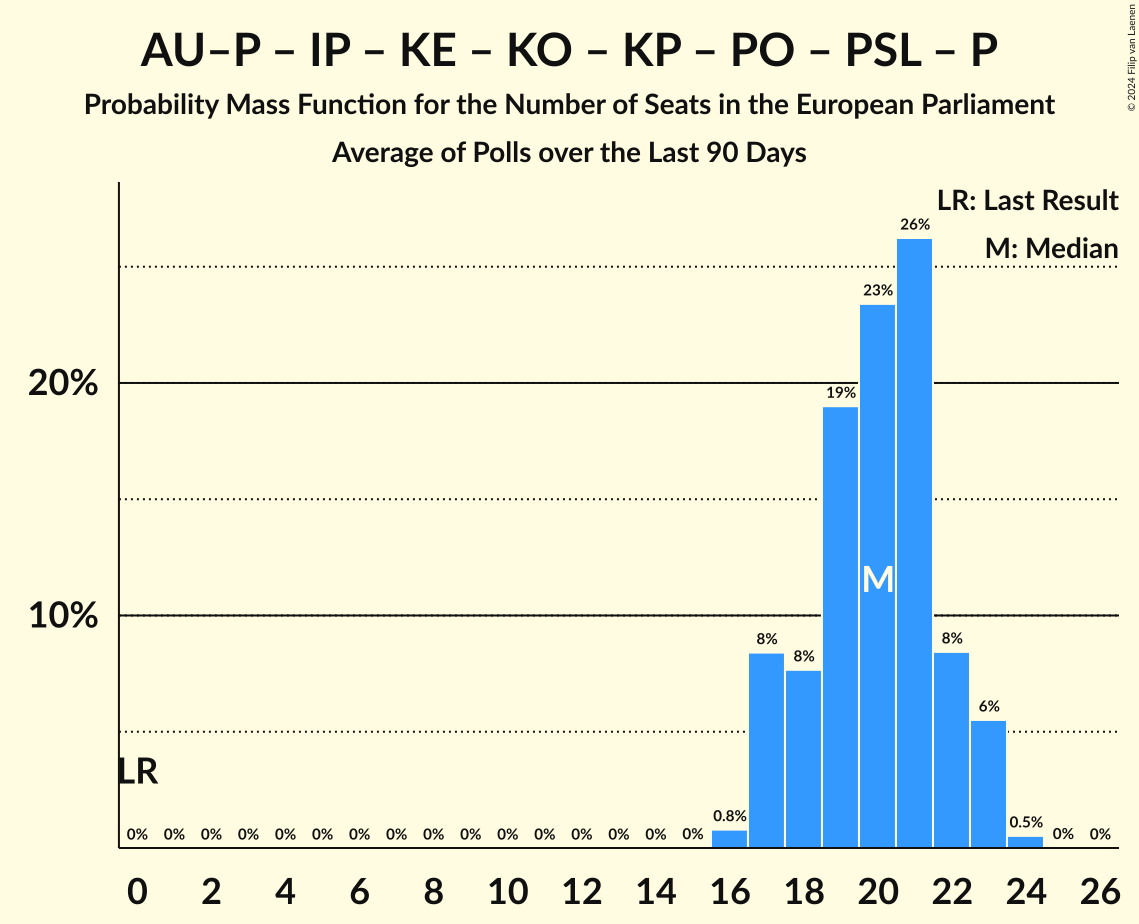 AU–P – IP – KE – KO – KP – PO – PSL – P
Probability Mass Function for the Number of Seats in the European Parliament
Average of Polls over the Last 90 Days
© 2024 Filip van Laenen
LR: Last Result
M: Median
26%
23%
20%
19%
M
10%
8%
8%
8%
6%
LR
0% 0% 0% 0% 0% 0% 0% 0% 0% 0% 0% 0% 0% 0% 0% 0% 0.8% 0.5% 0% 0%
0 2 4 6 8 10 12 14 16 18 20 22 24 26